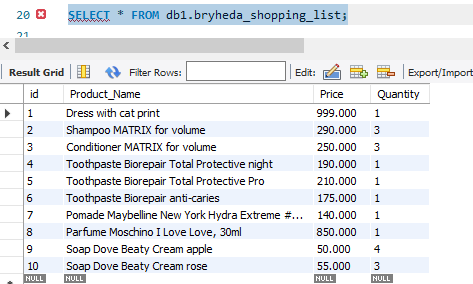 20 SELECT * FROM db1.bryheda_shopping_list;
21
Result Grid Filter Rows: Edit: Export/Import
id Product_Name Price Quantity
1 Dress with cat print 999.000 1
2 Shampoo MATRIX for volume 290.000 3
3 Conditioner MATRIX for volume 250.000 3
4 Toothpaste Biorepair Total Protective night 190.000 1
5 Toothpaste Biorepair Total Protective Pro 210.000 1
6 Toothpaste Biorepair anti-caries 175.000 1
7 Pomade Maybelline New York Hydra Extreme #... 140.000 1
8 Parfume Moschino I Love Love, 30ml 850.000 1
9 Soap Dove Beaty Cream apple 50.000 4
10 Soap Dove Beaty Cream rose 55.000 3
NULL NULL NULL NULL